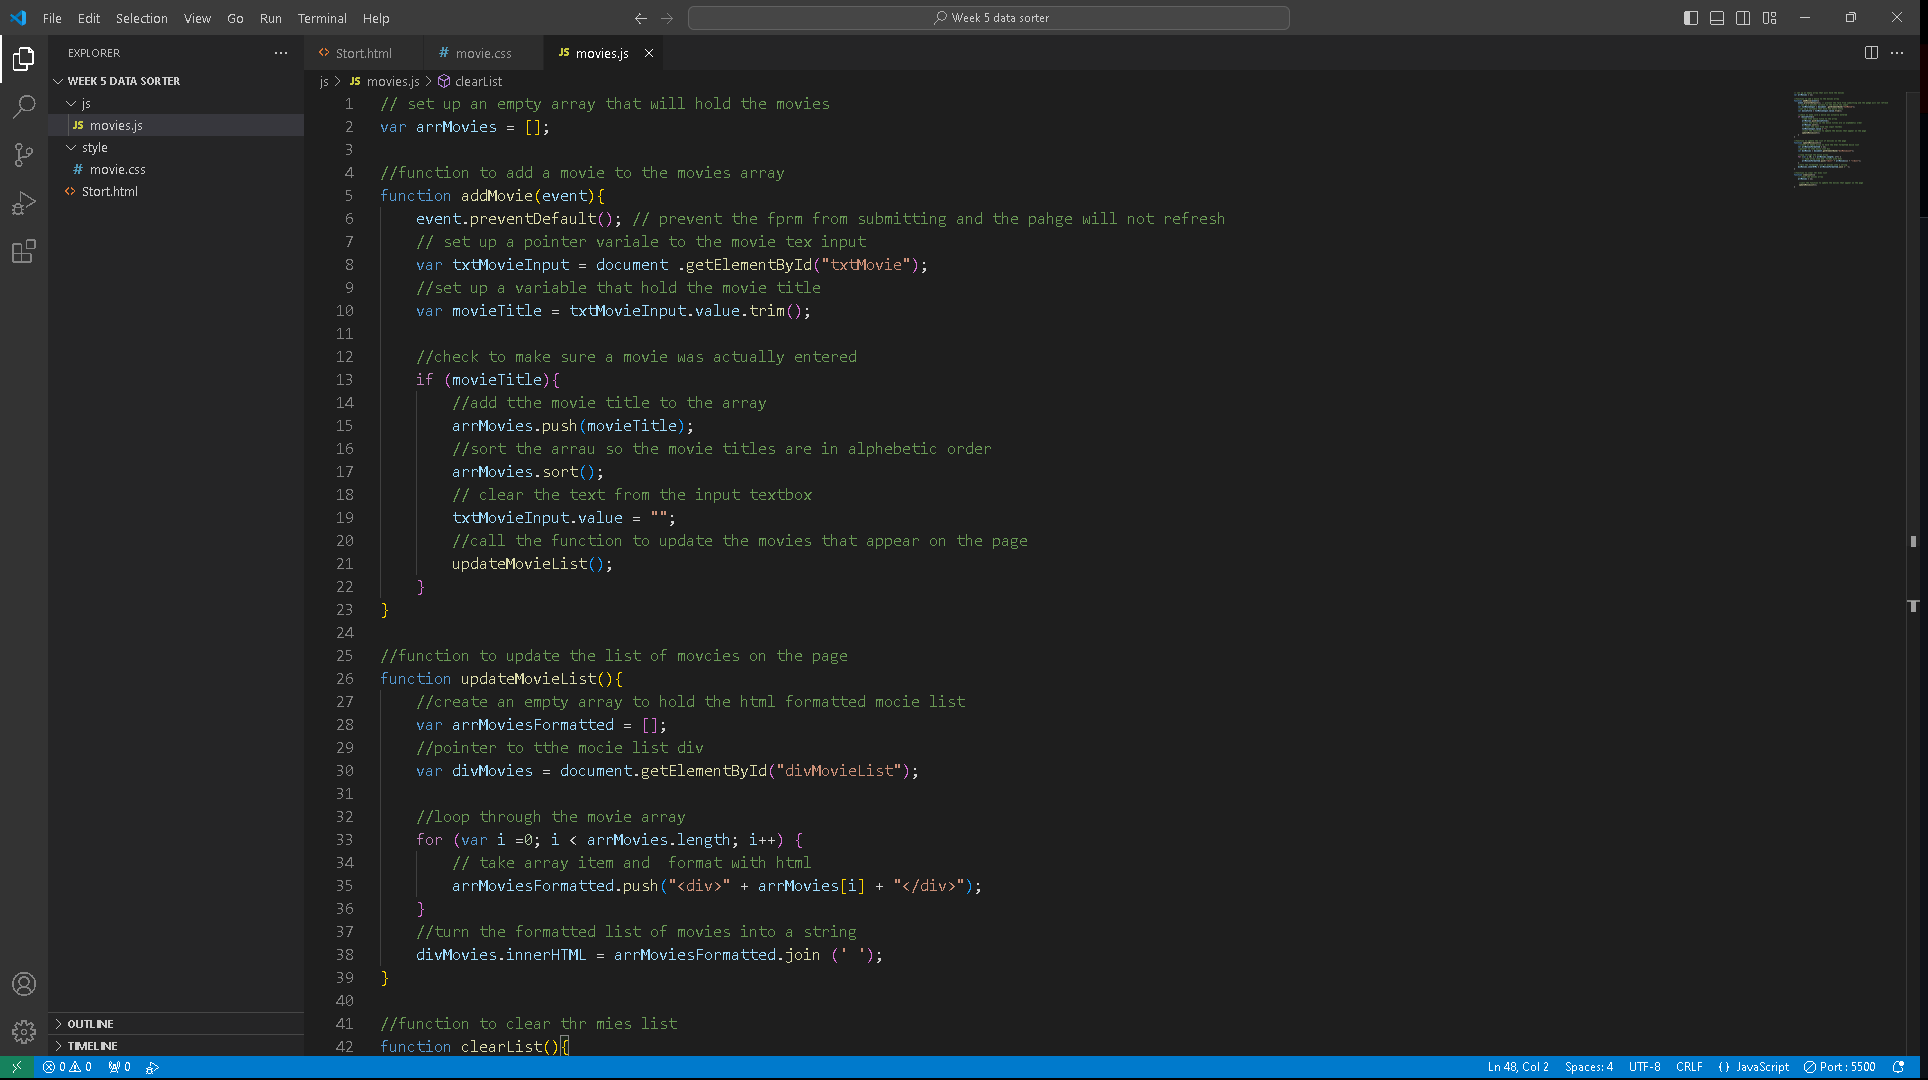 File Edit Selection View Go Run Terminal Help
Week 5 data sorter
EXPLORER
WEEK 5 DATA SORTER
js
JS movies.js
style
# movie.css
<> Stort.html
OUTLINE
TIMELINE
<> Stort.html # movie.css JS movies.js
js > JS movies.js > clearList
1 // set up an empty array that will hold the movies
2 var arrMovies = [];
3
4 //function to add a movie to the movies array
5 function addMovie(event){
6 event.preventDefault(); // prevent the fprm from submitting and the pahge will not refresh
7 // set up a pointer variale to the movie tex input
8 var txtMovieInput = document .getElementById("txtMovie");
9 //set up a variable that hold the movie title
10 var movieTitle = txtMovieInput.value.trim();
11
12 //check to make sure a movie was actually entered
13 if (movieTitle){
14 //add tthe movie title to the array
15 arrMovies.push(movieTitle);
16 //sort the arrau so the movie titles are in alphebetic order
17 arrMovies.sort();
18 // clear the text from the input textbox
19 txtMovieInput.value = "";
20 //call the function to update the movies that appear on the page
21 updateMovieList();
22 }
23 }
24
25 //function to update the list of movcies on the page
26 function updateMovieList(){
27 //create an empty array to hold the html formatted mocie list
28 var arrMoviesFormatted = [];
29 //pointer to tthe mocie list div
30 var divMovies = document.getElementById("divMovieList");
31
32 //loop through the movie array
33 for (var i =0; i < arrMovies.length; i++) {
34 // take array item and  format with html
35 arrMoviesFormatted.push("<div>" + arrMovies[i] + "</div>");
36 }
37 //turn the formatted list of movies into a string
38 divMovies.innerHTML = arrMoviesFormatted.join (' ');
39 }
40
41 //function to clear thr mies list
42 function clearList(){
0 0 0
Ln 48, Col 2 Spaces: 4 UTF-8 CRLF {} JavaScript Port : 5500